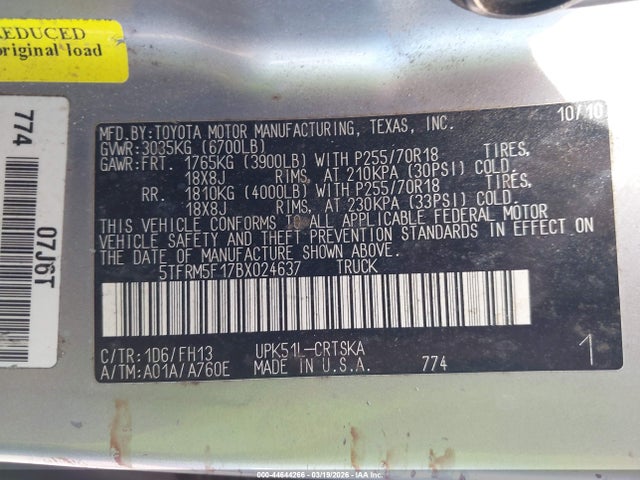 REDUCED
original load
774
07J6T
10/10
MFD.BY:TOYOTA MOTOR MANUFACTURING, TEXAS, INC.
GVWR:3035KG (6700LB)
GAWR:FRT. 1765KG (3900LB) WITH P255/70R18 TIRES,
18X8J RIMS, AT 210KPA (30PSI) COLD.
RR. 1810KG (4000LB) WITH P255/70R18 TIRES,
18X8J RIMS, AT 230KPA (33PSI) COLD.
THIS VEHICLE CONFORMS TO ALL APPLICABLE FEDERAL MOTOR
VEHICLE SAFETY AND THEFT PREVENTION STANDARDS IN EFFECT ON
THE DATE OF MANUFACTURE SHOWN ABOVE.
5TFRM5F17BX024637 TRUCK
C/TR:1D6/FH13 UPK51L-CRTSKA
A/TM:A01A/A760E MADE IN U.S.A. 774 1
000-44644266 - 03/19/2026 - COPART, INC.